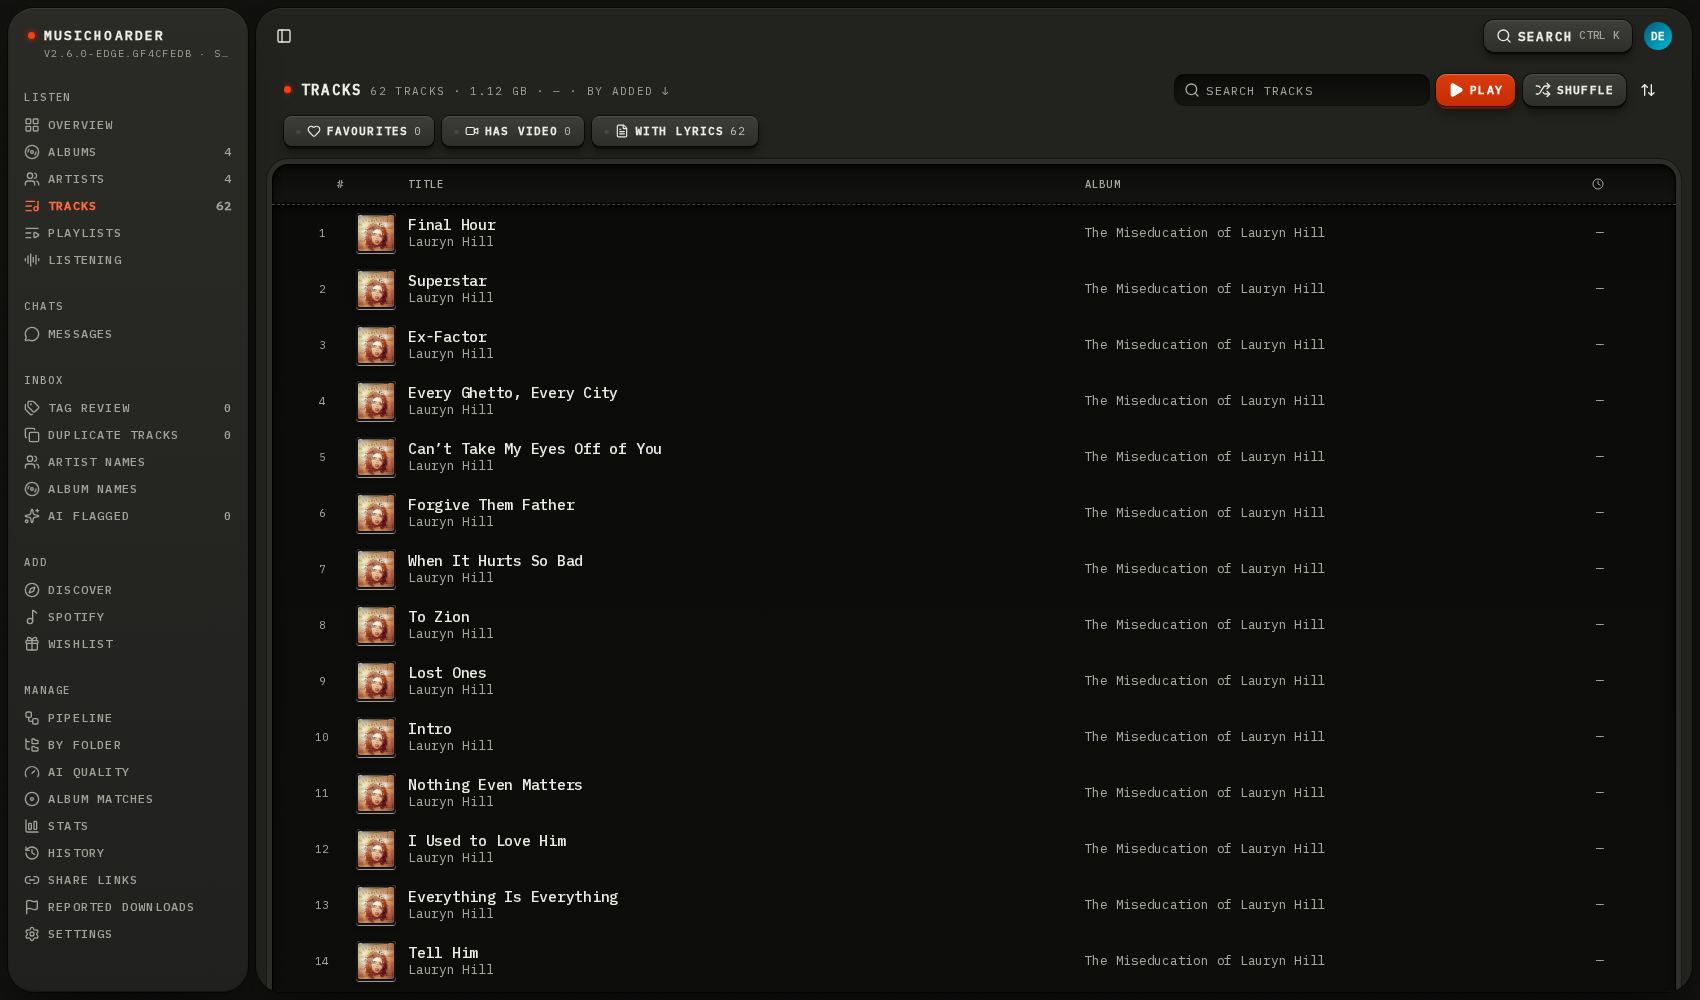 MUSICHOARDER
V2.6.0-EDGE.GF4CFEDB · S…
LISTEN
OVERVIEW
ALBUMS 4
ARTISTS 4
TRACKS 62
PLAYLISTS
LISTENING
CHATS
MESSAGES
INBOX
TAG REVIEW 0
DUPLICATE TRACKS 0
ARTIST NAMES
ALBUM NAMES
AI FLAGGED 0
ADD
DISCOVER
SPOTIFY
WISHLIST
MANAGE
PIPELINE
BY FOLDER
AI QUALITY
ALBUM MATCHES
STATS
HISTORY
SHARE LINKS
REPORTED DOWNLOADS
SETTINGS
SEARCH CTRL K
DE
TRACKS 62 TRACKS · 1.12 GB · — · BY ADDED ↓
SEARCH TRACKS
PLAY
SHUFFLE
FAVOURITES 0
HAS VIDEO 0
WITH LYRICS 62
# TITLE ALBUM
1 Final Hour The Miseducation of Lauryn Hill —
Lauryn Hill
2 Superstar The Miseducation of Lauryn Hill —
Lauryn Hill
3 Ex-Factor The Miseducation of Lauryn Hill —
Lauryn Hill
4 Every Ghetto, Every City The Miseducation of Lauryn Hill —
Lauryn Hill
5 Can’t Take My Eyes Off of You The Miseducation of Lauryn Hill —
Lauryn Hill
6 Forgive Them Father The Miseducation of Lauryn Hill —
Lauryn Hill
7 When It Hurts So Bad The Miseducation of Lauryn Hill —
Lauryn Hill
8 To Zion The Miseducation of Lauryn Hill —
Lauryn Hill
9 Lost Ones The Miseducation of Lauryn Hill —
Lauryn Hill
10 Intro The Miseducation of Lauryn Hill —
Lauryn Hill
11 Nothing Even Matters The Miseducation of Lauryn Hill —
Lauryn Hill
12 I Used to Love Him The Miseducation of Lauryn Hill —
Lauryn Hill
13 Everything Is Everything The Miseducation of Lauryn Hill —
Lauryn Hill
14 Tell Him The Miseducation of Lauryn Hill —
Lauryn Hill